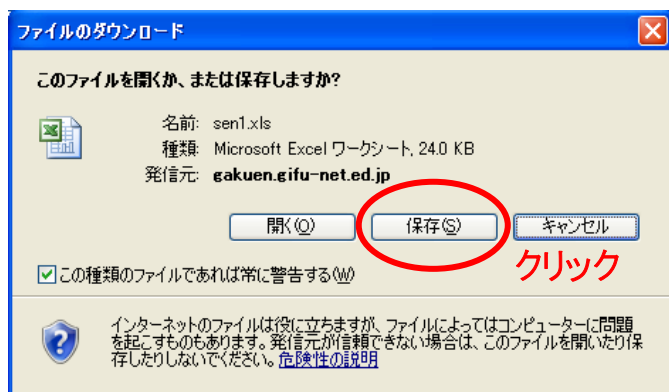 ファイルのダウンロード
このファイルを開くか、または保存しますか?
名前: sen1.xls
種類: Microsoft Excel ワークシート, 24.0 KB
発信元: gakuen.gifu-net.ed.jp
開く(O) 保存(S) キャンセル
クリック
この種類のファイルであれば常に警告する(W)
インターネットのファイルは役に立ちますが、ファイルによってはコンピューターに問題
を起こすものもあります。発信元が信頼できない場合は、このファイルを開いたり保
存したりしないでください。危険性の説明